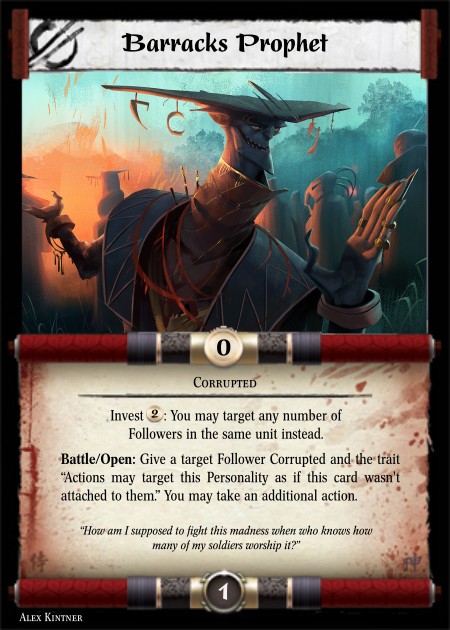 Barracks Prophet
0
Corrupted
Invest 2: You may target any number of
Followers in the same unit instead.
Battle/Open: Give a target Follower Corrupted and the trait
“Actions may target this Personality as if this card wasn't
attached to them.” You may take an additional action.
“How am I supposed to fight this madness when who knows how
many of my soldiers worship it?”
1
Alex Kintner